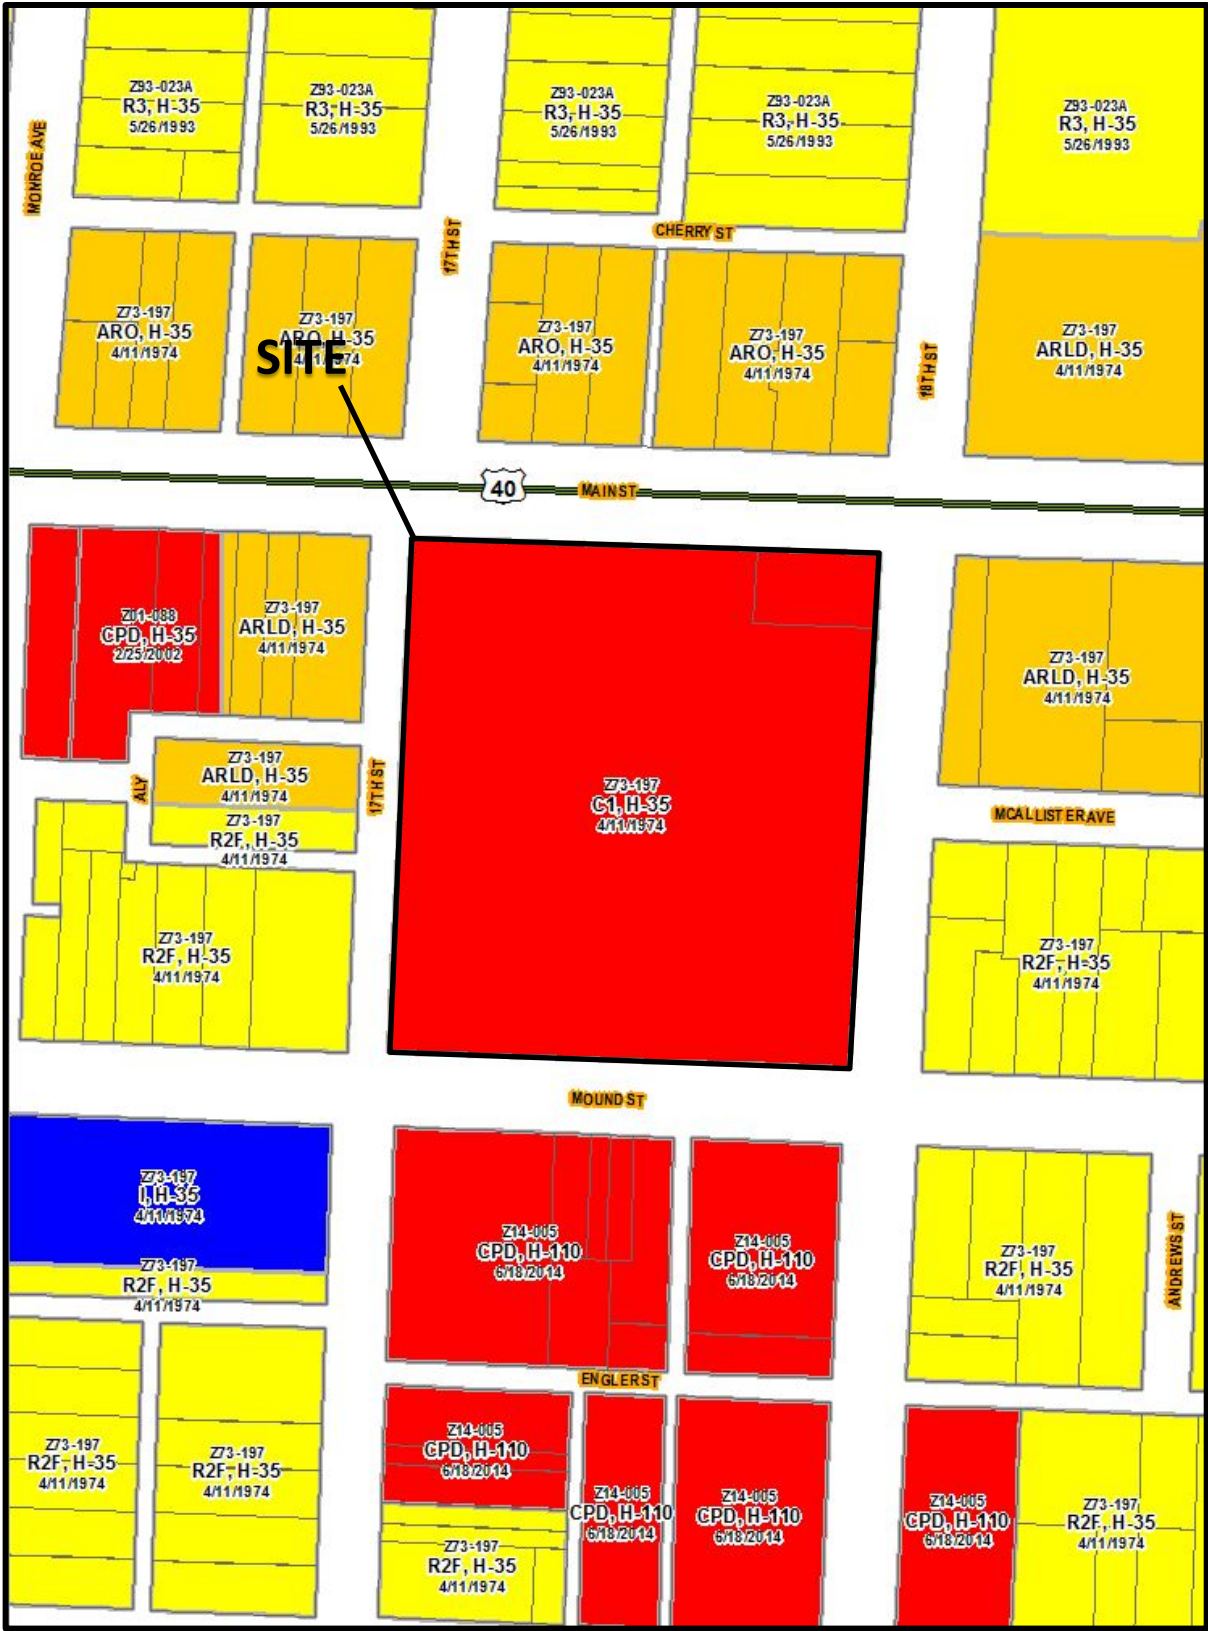 Z93-023A
R3, H-35
5/26/1993
Z93-023A
R3, H-35
5/26/1993
Z93-023A
R3, H-35
5/26/1993
Z93-023A
R3, H-35
5/26/1993
Z93-023A
R3, H-35
5/26/1993
MONROE AVE
17TH ST
CHERRY ST
Z73-197
ARO, H-35
4/11/1974
Z73-197
ARO, H-35
4/11/1974
SITE
Z73-197
ARO, H-35
4/11/1974
Z73-197
ARO, H-35
4/11/1974
18TH ST
Z73-197
ARLD, H-35
4/11/1974
40
MAIN ST
Z01-088
CPD, H-35
2/25/2002
Z73-197
ARLD, H-35
4/11/1974
Z73-197
ARLD, H-35
4/11/1974
Z73-197
ARLD, H-35
4/11/1974
ALY
17TH ST
Z73-197
C1, H-35
4/11/1974
MCALLISTER AVE
Z73-197
R2F, H-35
4/11/1974
Z73-197
R2F, H-35
4/11/1974
Z73-197
R2F, H-35
4/11/1974
MOUND ST
Z73-197
I, H-35
4/11/1974
Z73-197
R2F, H-35
4/11/1974
Z14-005
CPD, H-110
6/18/2014
Z14-005
CPD, H-110
6/18/2014
Z73-197
R2F, H-35
4/11/1974
ANDREWS ST
ENGLER ST
Z73-197
R2F, H-35
4/11/1974
Z73-197
R2F, H-35
4/11/1974
Z14-005
CPD, H-110
6/18/2014
Z73-197
R2F, H-35
4/11/1974
Z14-005
CPD, H-110
6/18/2014
Z14-005
CPD, H-110
6/18/2014
Z14-005
CPD, H-110
6/18/2014
Z73-197
R2F, H-35
4/11/1974